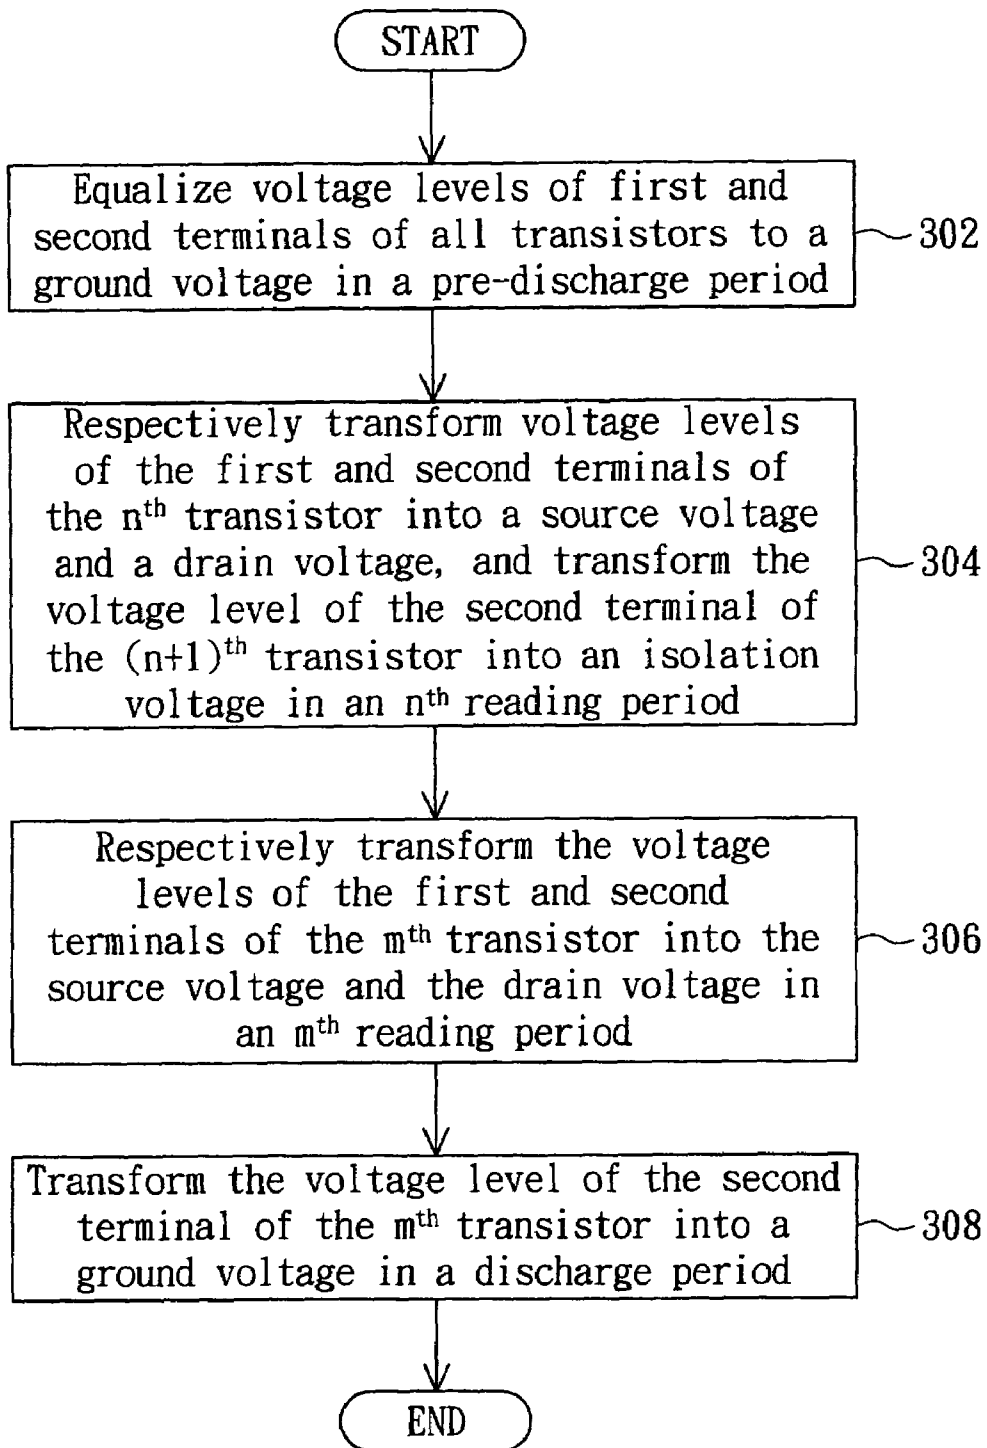 START
Equalize voltage levels of first and
second terminals of all transistors to a
ground voltage in a pre-discharge period
302
Respectively transform voltage levels
of the first and second terminals of
the nth transistor into a source voltage
and a drain voltage, and transform the
voltage level of the second terminal of
the (n+1)th transistor into an isolation
voltage in an nth reading period
304
Respectively transform the voltage
levels of the first and second
terminals of the mth transistor into the
source voltage and the drain voltage in
an mth reading period
306
Transform the voltage level of the second
terminal of the mth transistor into a
ground voltage in a discharge period
308
END